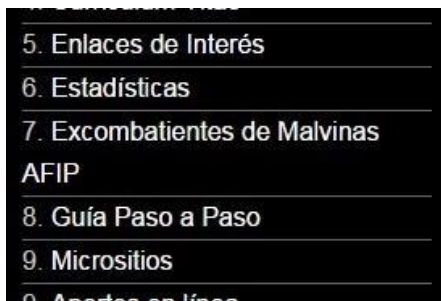 5. Enlaces de Interés
6. Estadísticas
7. Excombatientes de Malvinas
AFIP
8. Guía Paso a Paso
9. Micrositios